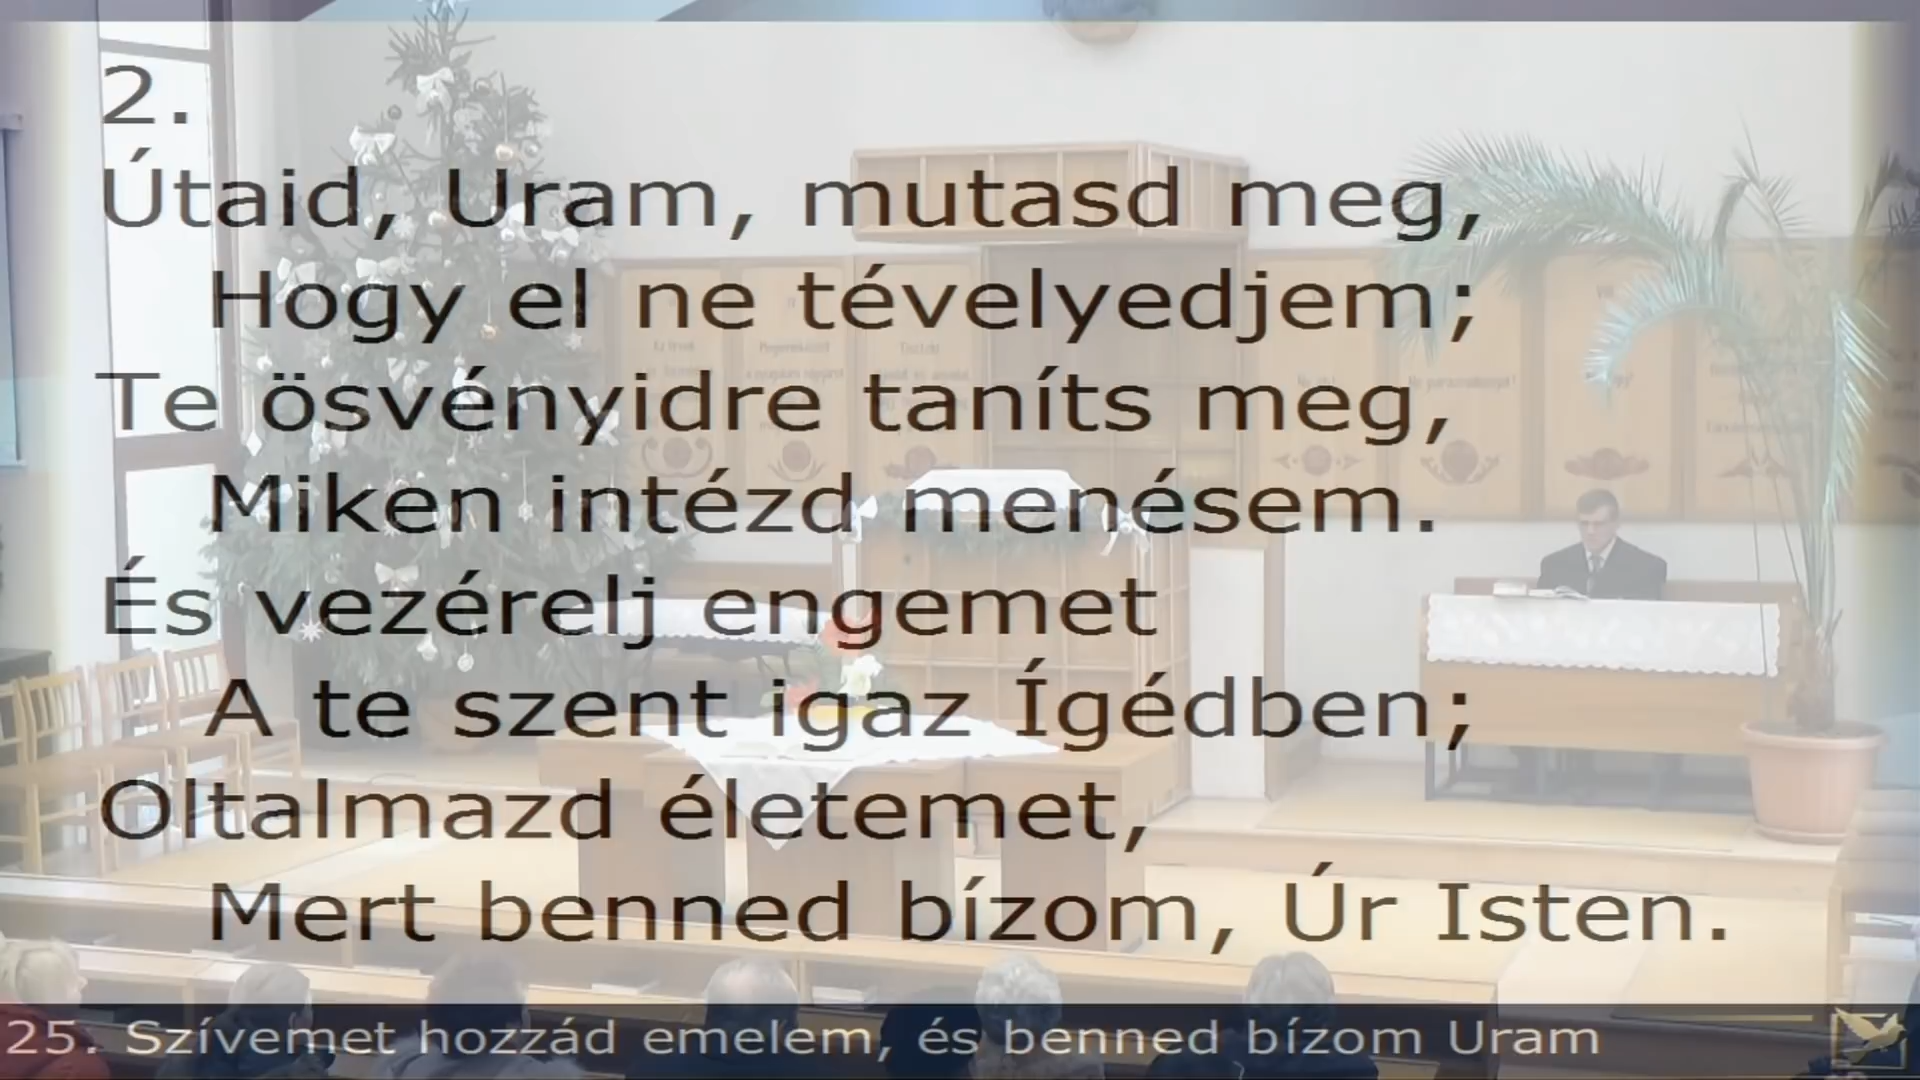 2.
Útaid, Uram, mutasd meg,
Hogy el ne tévelyedjem;
Te ösvényidre taníts meg,
Miken intézd menésem.
És vezérelj engemet
A te szent igaz Ígédben;
Oltalmazd életemet,
Mert benned bízom, Úr Isten.
25. Szívemet hozzád emelem, és benned bízom Uram